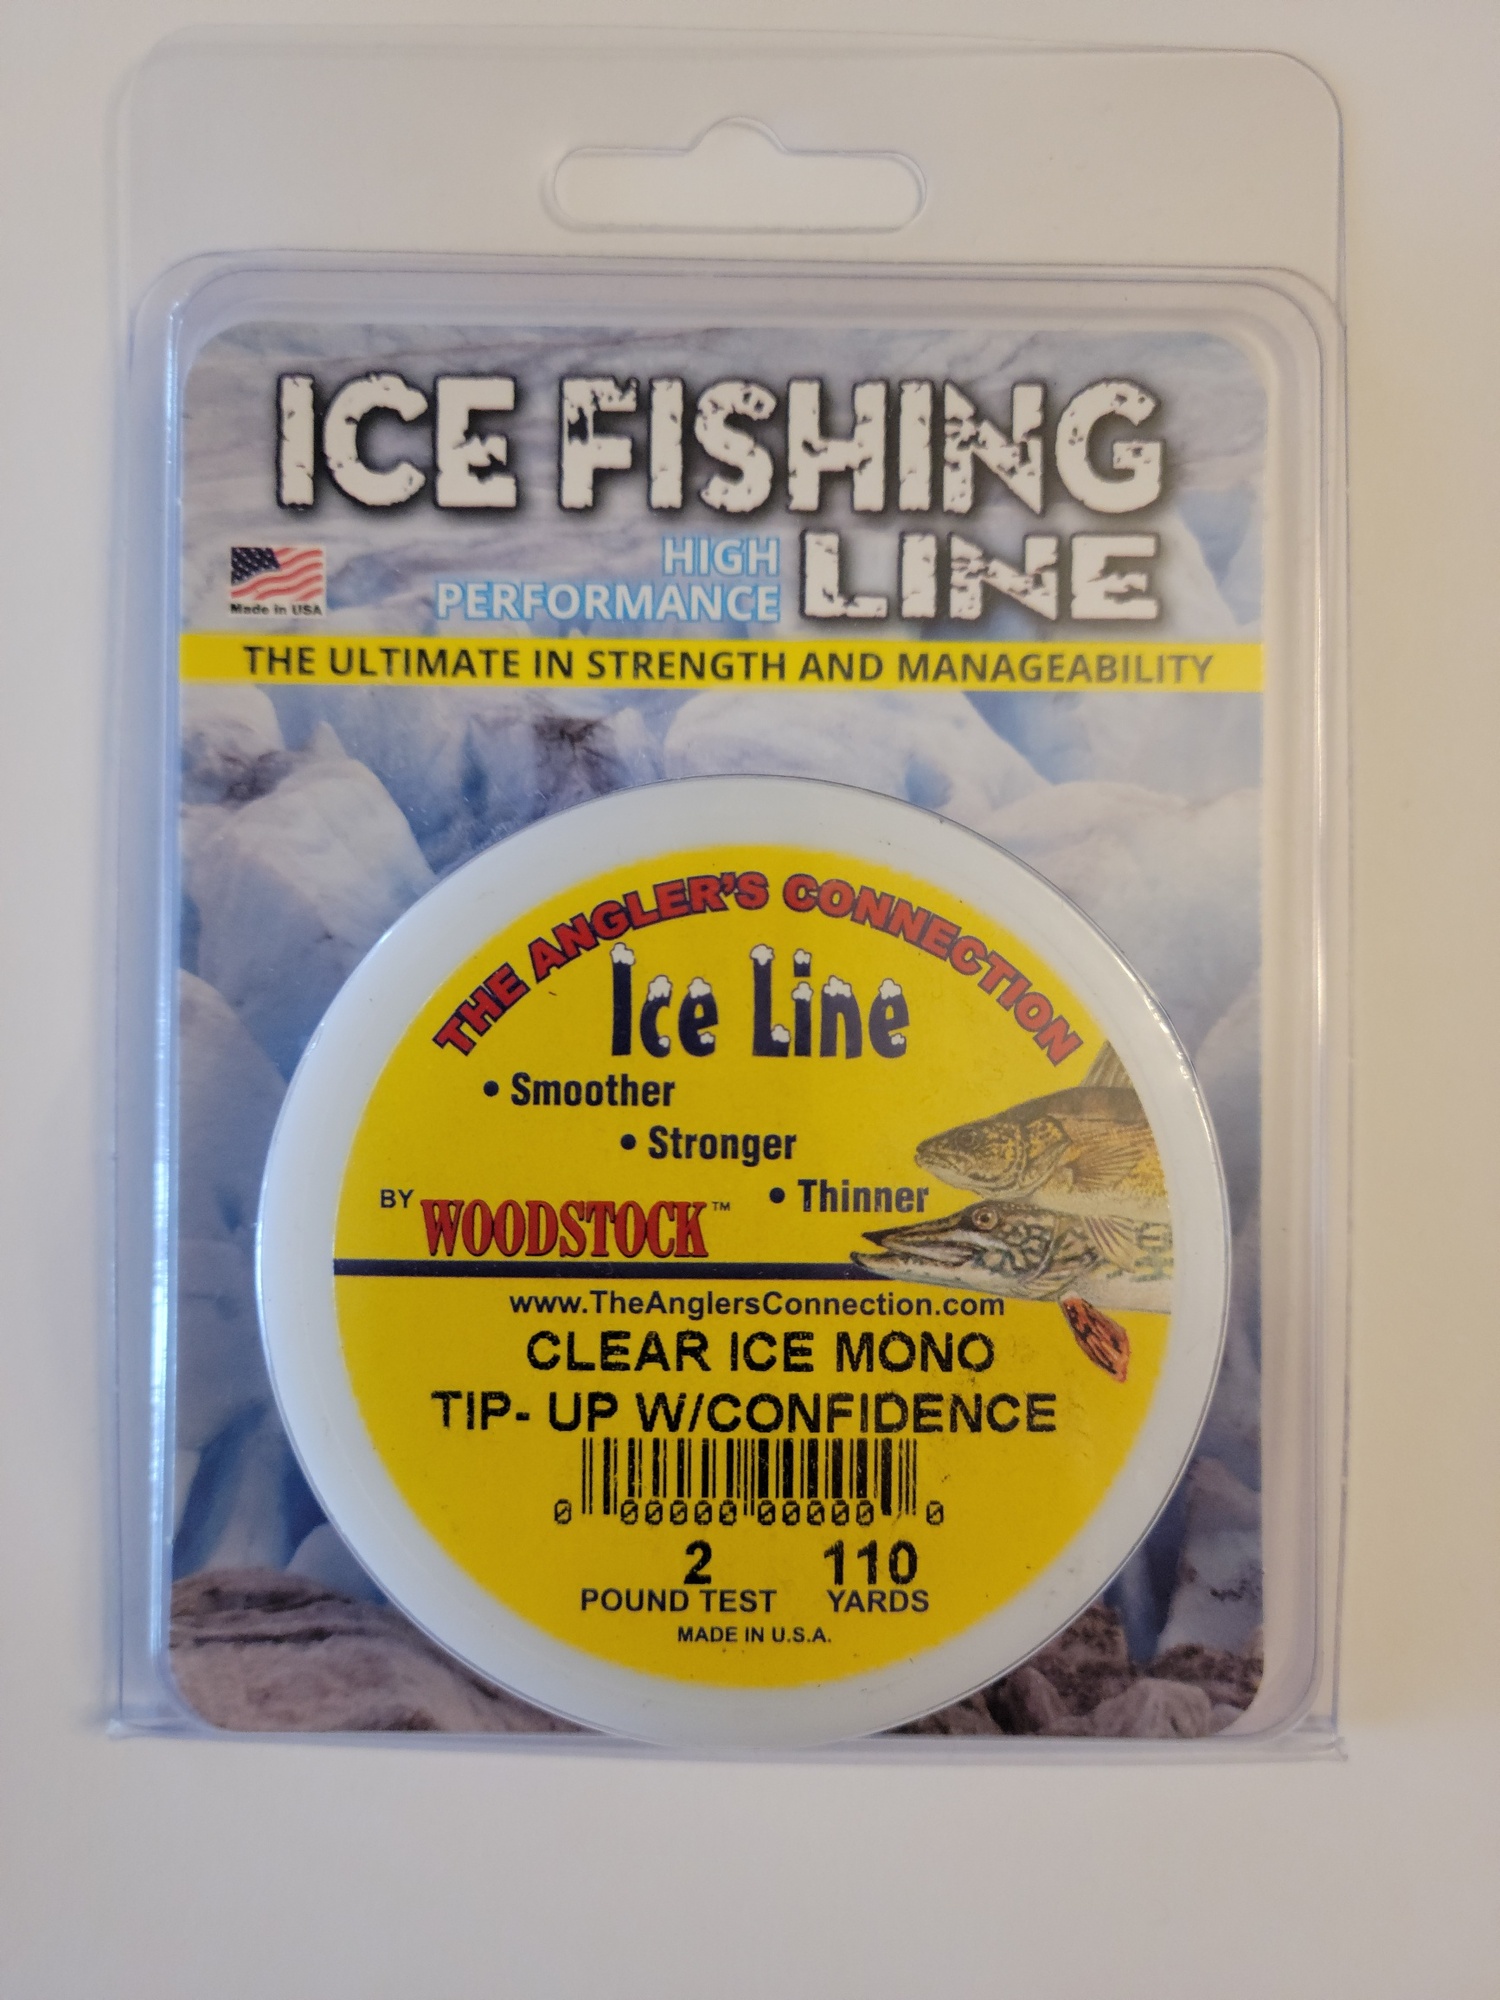 ICE FISHING
HIGH
PERFORMANCE LINE
Made in USA
THE ULTIMATE IN STRENGTH AND MANAGEABILITY
THE ANGLER'S CONNECTION
Ice Line
• Smoother
• Stronger
• Thinner
BY WOODSTOCK™
www.TheAnglersConnection.com
CLEAR ICE MONO
TIP- UP W/CONFIDENCE
0 00000 00000 0
2 110
POUND TEST YARDS
MADE IN U.S.A.